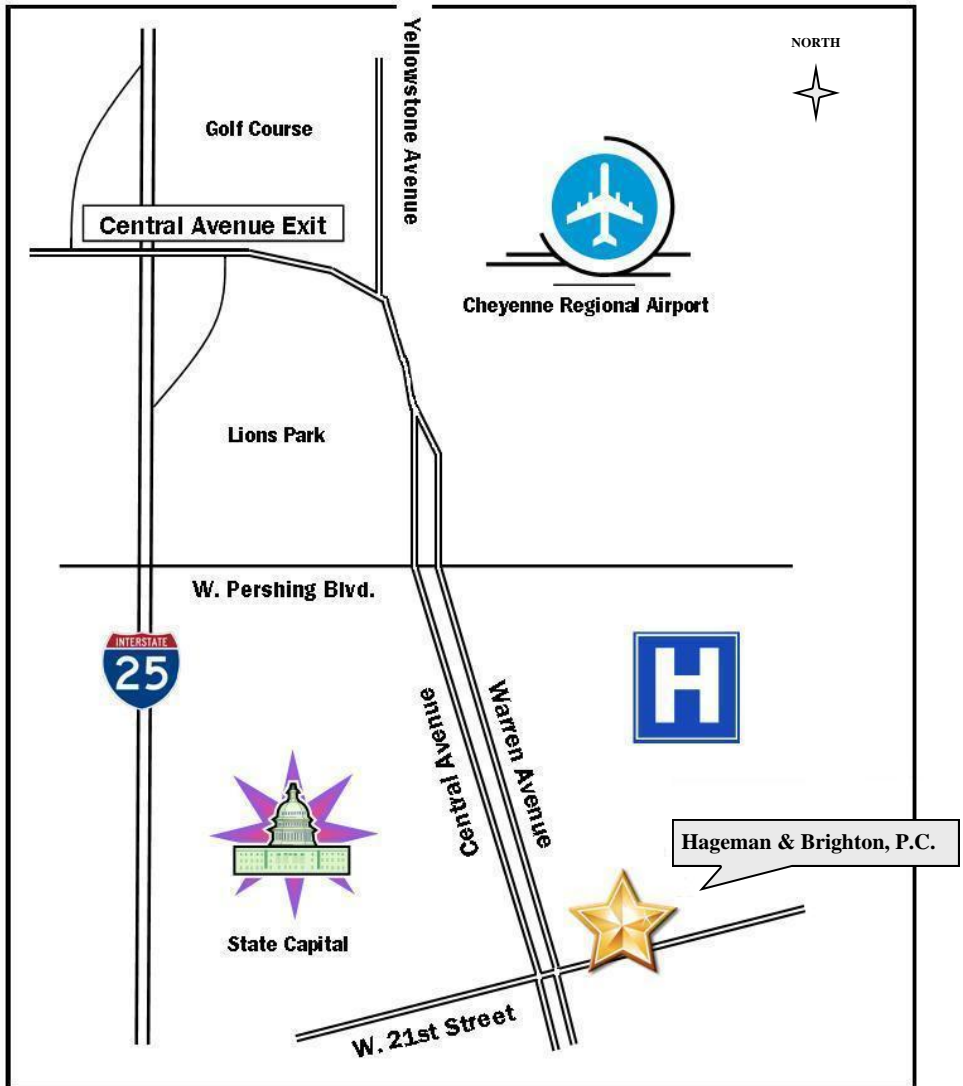 Yellowstone Avenue
NORTH
Golf Course
Central Avenue Exit
Cheyenne Regional Airport
Lions Park
W. Pershing Blvd.
INTERSTATE
25
H
Central Avenue
Warren Avenue
Hageman & Brighton, P.C.
State Capital
W. 21st Street